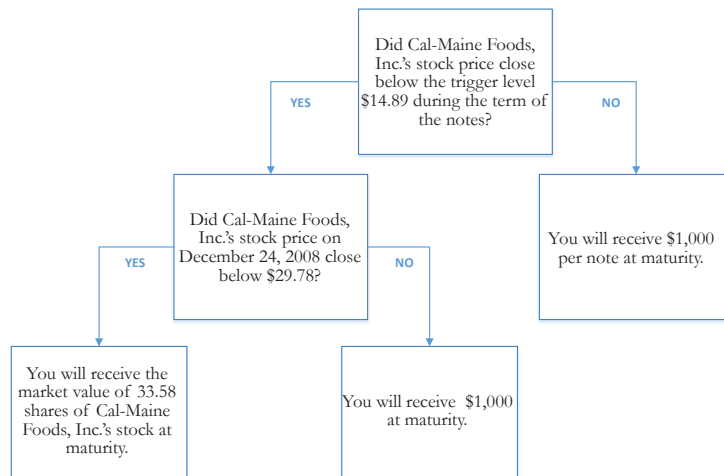 Did Cal-Maine Foods,
Inc.'s stock price close
below the trigger level
$14.89 during the term of
the notes?
YES
NO
Did Cal-Maine Foods,
Inc.'s stock price on
December 24, 2008 close
below $29.78?
You will receive $1,000
per note at maturity.
YES
NO
You will receive the
market value of 33.58
shares of Cal-Maine
Foods, Inc.'s stock at
maturity.
You will receive $1,000
at maturity.